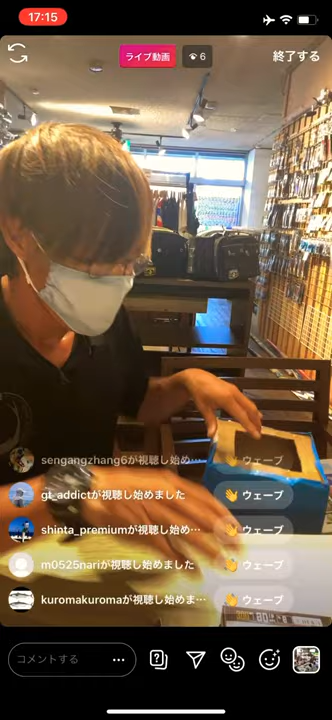 17:15
ライブ動画
6
終了する
sengangzhang6が視聴し始め…
ウェーブ
gt_addictが視聴し始めました
ウェーブ
shinta_premiumが視聴し始め…
ウェーブ
m0525nariが視聴し始めました
ウェーブ
kuromakuromaが視聴し始めま…
ウェーブ
コメントする